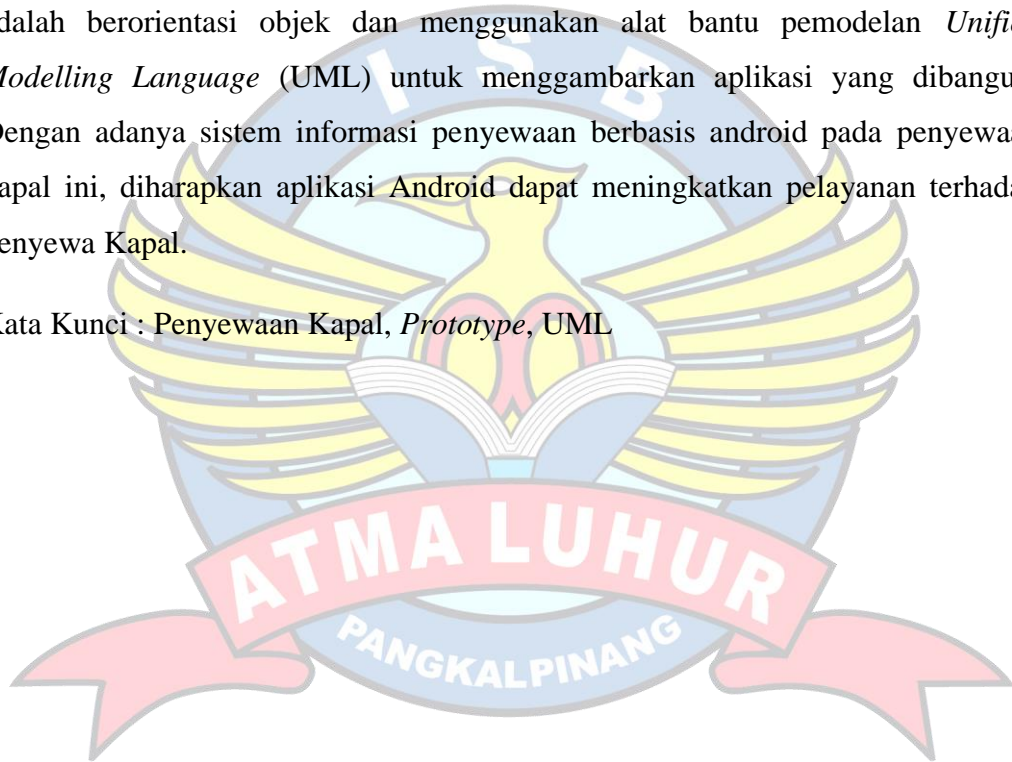 dalah berorientasi objek dan menggunakan alat bantu pemodelan Unifie
Modelling Language (UML) untuk menggambarkan aplikasi yang dibangu
Dengan adanya sistem informasi penyewaan berbasis android pada penyewaa
apal ini, diharapkan aplikasi Android dapat meningkatkan pelayanan terhada
enyewa Kapal.
Kata Kunci : Penyewaan Kapal, Prototype, UML
I S B
ATMA LUHUR
PANGKALPINANG